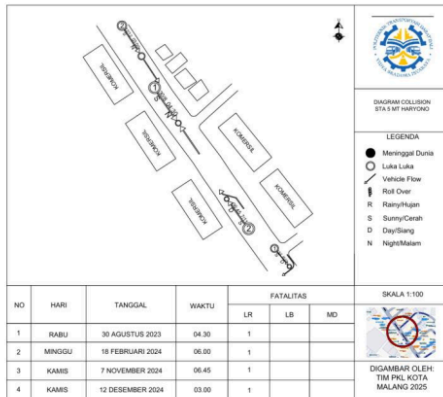 KOMERSIL
KOMERSIL
KOMERSIL
KOMERSIL
KOMERSIL
2
1
2
1
DIAGRAM COLLISION
STA 5 MT HARYONO
LEGENDA
Meninggal Dunia
Luka Luka
Vehicle Flow
Roll Over
R Rainy/Hujan
S Sunny/Cerah
D Day/Siang
N Night/Malam
NO HARI TANGGAL WAKTU FATALITAS
LR LB MD
1 RABU 30 AGUSTUS 2023 04.30 1
2 MINGGU 18 FEBRUARI 2024 06.00 1
3 KAMIS 7 NOVEMBER 2024 06.45 1
4 KAMIS 12 DESEMBER 2024 03.00 1
SKALA 1:100
DIGAMBAR OLEH:
TIM PKL KOTA
MALANG 2025